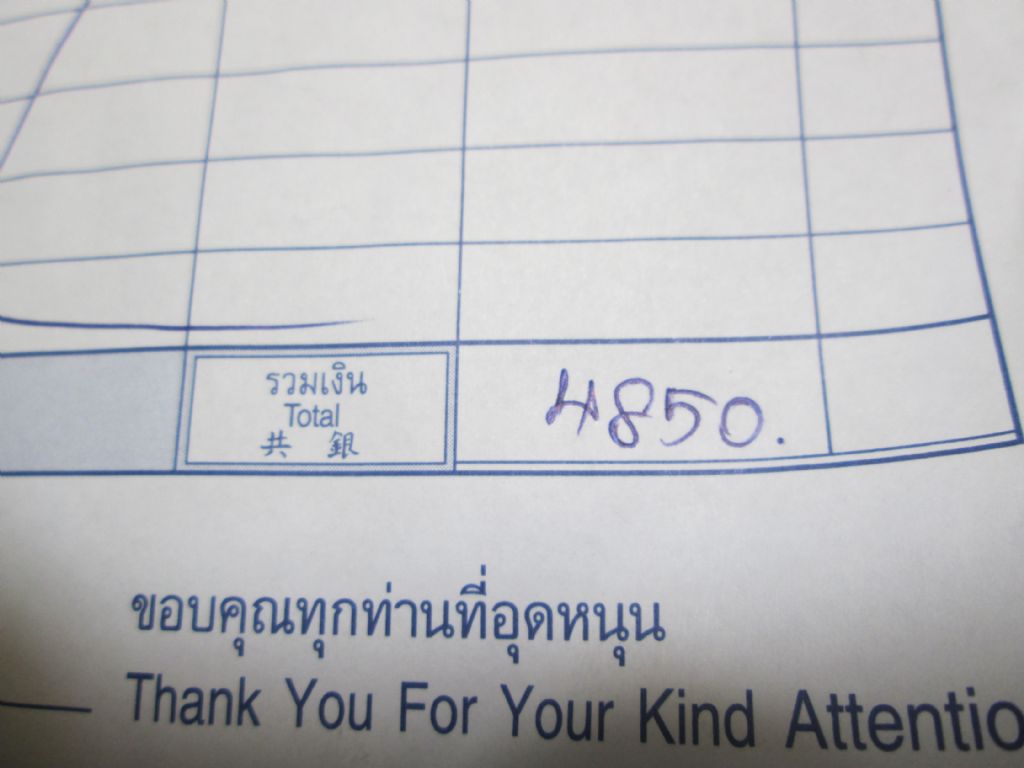 รวมเงิน
Total 4850.
共 銀
ขอบคุณทุกท่านที่อุดหนุน
Thank You For Your Kind Attentio